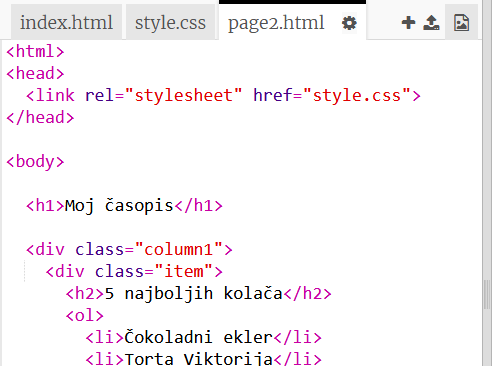 index.html style.css page2.html
<html>
<head>
<link rel="stylesheet" href="style.css">
</head>
<body>
<h1>Moj časopis</h1>
<div class="column1">
<div class="item">
<h2>5 najboljih kolača</h2>
<ol>
<li>Čokoladni ekler</li>
<li>Torta Viktorija</li>